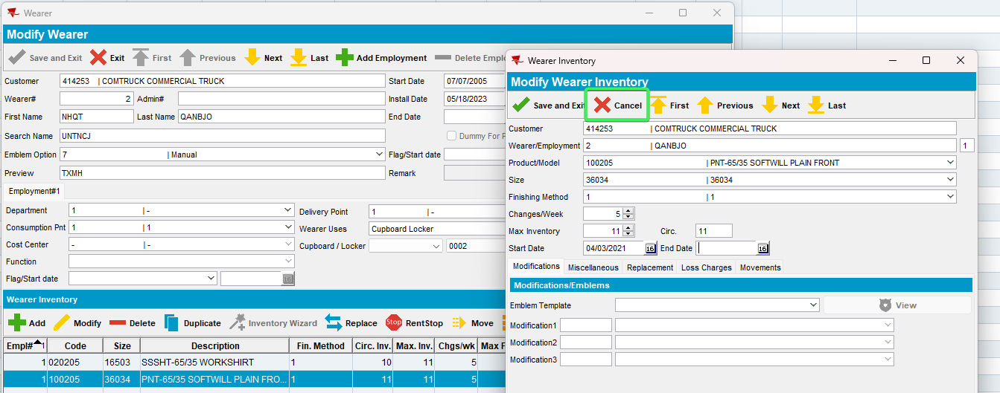 Wearer
Modify Wearer
Save and Exit Exit First Previous Next Last Add Employment Delete Emplo
Customer 414253 | COMTRUCK COMMERCIAL TRUCK Start Date 07/07/2005
Wearer# 2 Admin# Install Date 05/18/2023
First Name NHQT Last Name QANBJO End Date
Search Name UNTNCJ Dummy For
Emblem Option 7 | Manual Flag/Start date
Preview TXMH Remark
Employment#1
Department 1 | - Delivery Point 1 | -
Consumption Pnt 1 | 1 Wearer Uses Cupboard Locker
Cost Center - | - Cupboard / Locker 0002
Function
Flag/Start date 16
Wearer Inventory
Add Modify Delete Duplicate Inventory Wizard Replace Stop RentStop Move
Empl# 1 Code Size Description Fin. Method Circ. Inv. Max. Inv. Chgs/wk Max F
1 020205 16503 SSSHT-65/35 WORKSHIRT 1 10 11 5
1 100205 36034 PNT-65/35 SOFTWILL PLAIN FRO... 1 11 11 5
Wearer Inventory
Modify Wearer Inventory
Save and Exit Cancel First Previous Next Last
Customer 414253 | COMTRUCK COMMERCIAL TRUCK
Wearer/Employment 2 | QANBJO 1
Product/Model 100205 | PNT-65/35 SOFTWILL PLAIN FRONT
Size 36034 | 36034
Finishing Method 1 | 1
Changes/Week 5
Max Inventory 11 Circ. 11
Start Date 04/03/2021 16 End Date 16
Modifications Miscellaneous Replacement Loss Charges Movements
Modifications/Emblems
Emblem Template View
Modification1
Modification2
Modification3